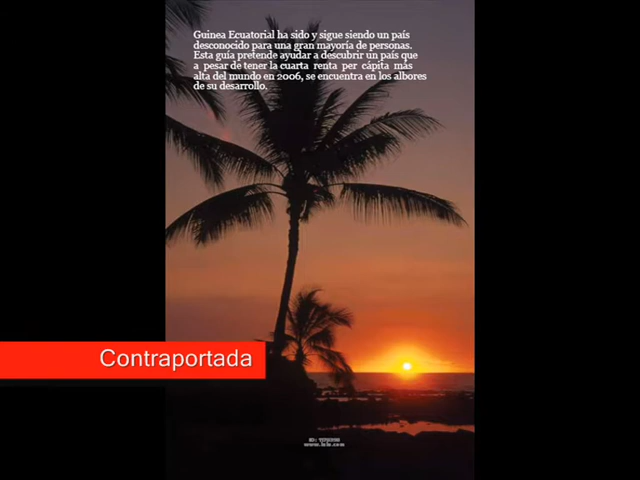 Guinea Ecuatorial ha sido y sigue siendo un país
desconocido para una gran mayoría de personas.
Esta guía pretende ayudar a descubrir un país que
a pesar de tener la cuarta renta per cápita más
alta del mundo en 2006, se encuentra en los albores
de su desarrollo.
Contraportada